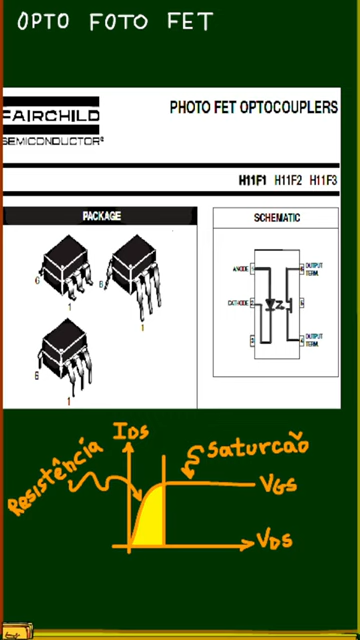 OPTO FOTO FET
FAIRCHILD
SEMICONDUCTOR®
PHOTO FET OPTOCOUPLERS
H11F1 H11F2 H11F3
PACKAGE
SCHEMATIC
6
1
6
1
6
1
ANODE
CATHODE
OUTPUT
TERM.
OUTPUT
TERM.
IDS
Resistência
Saturcão
VGS
VDS